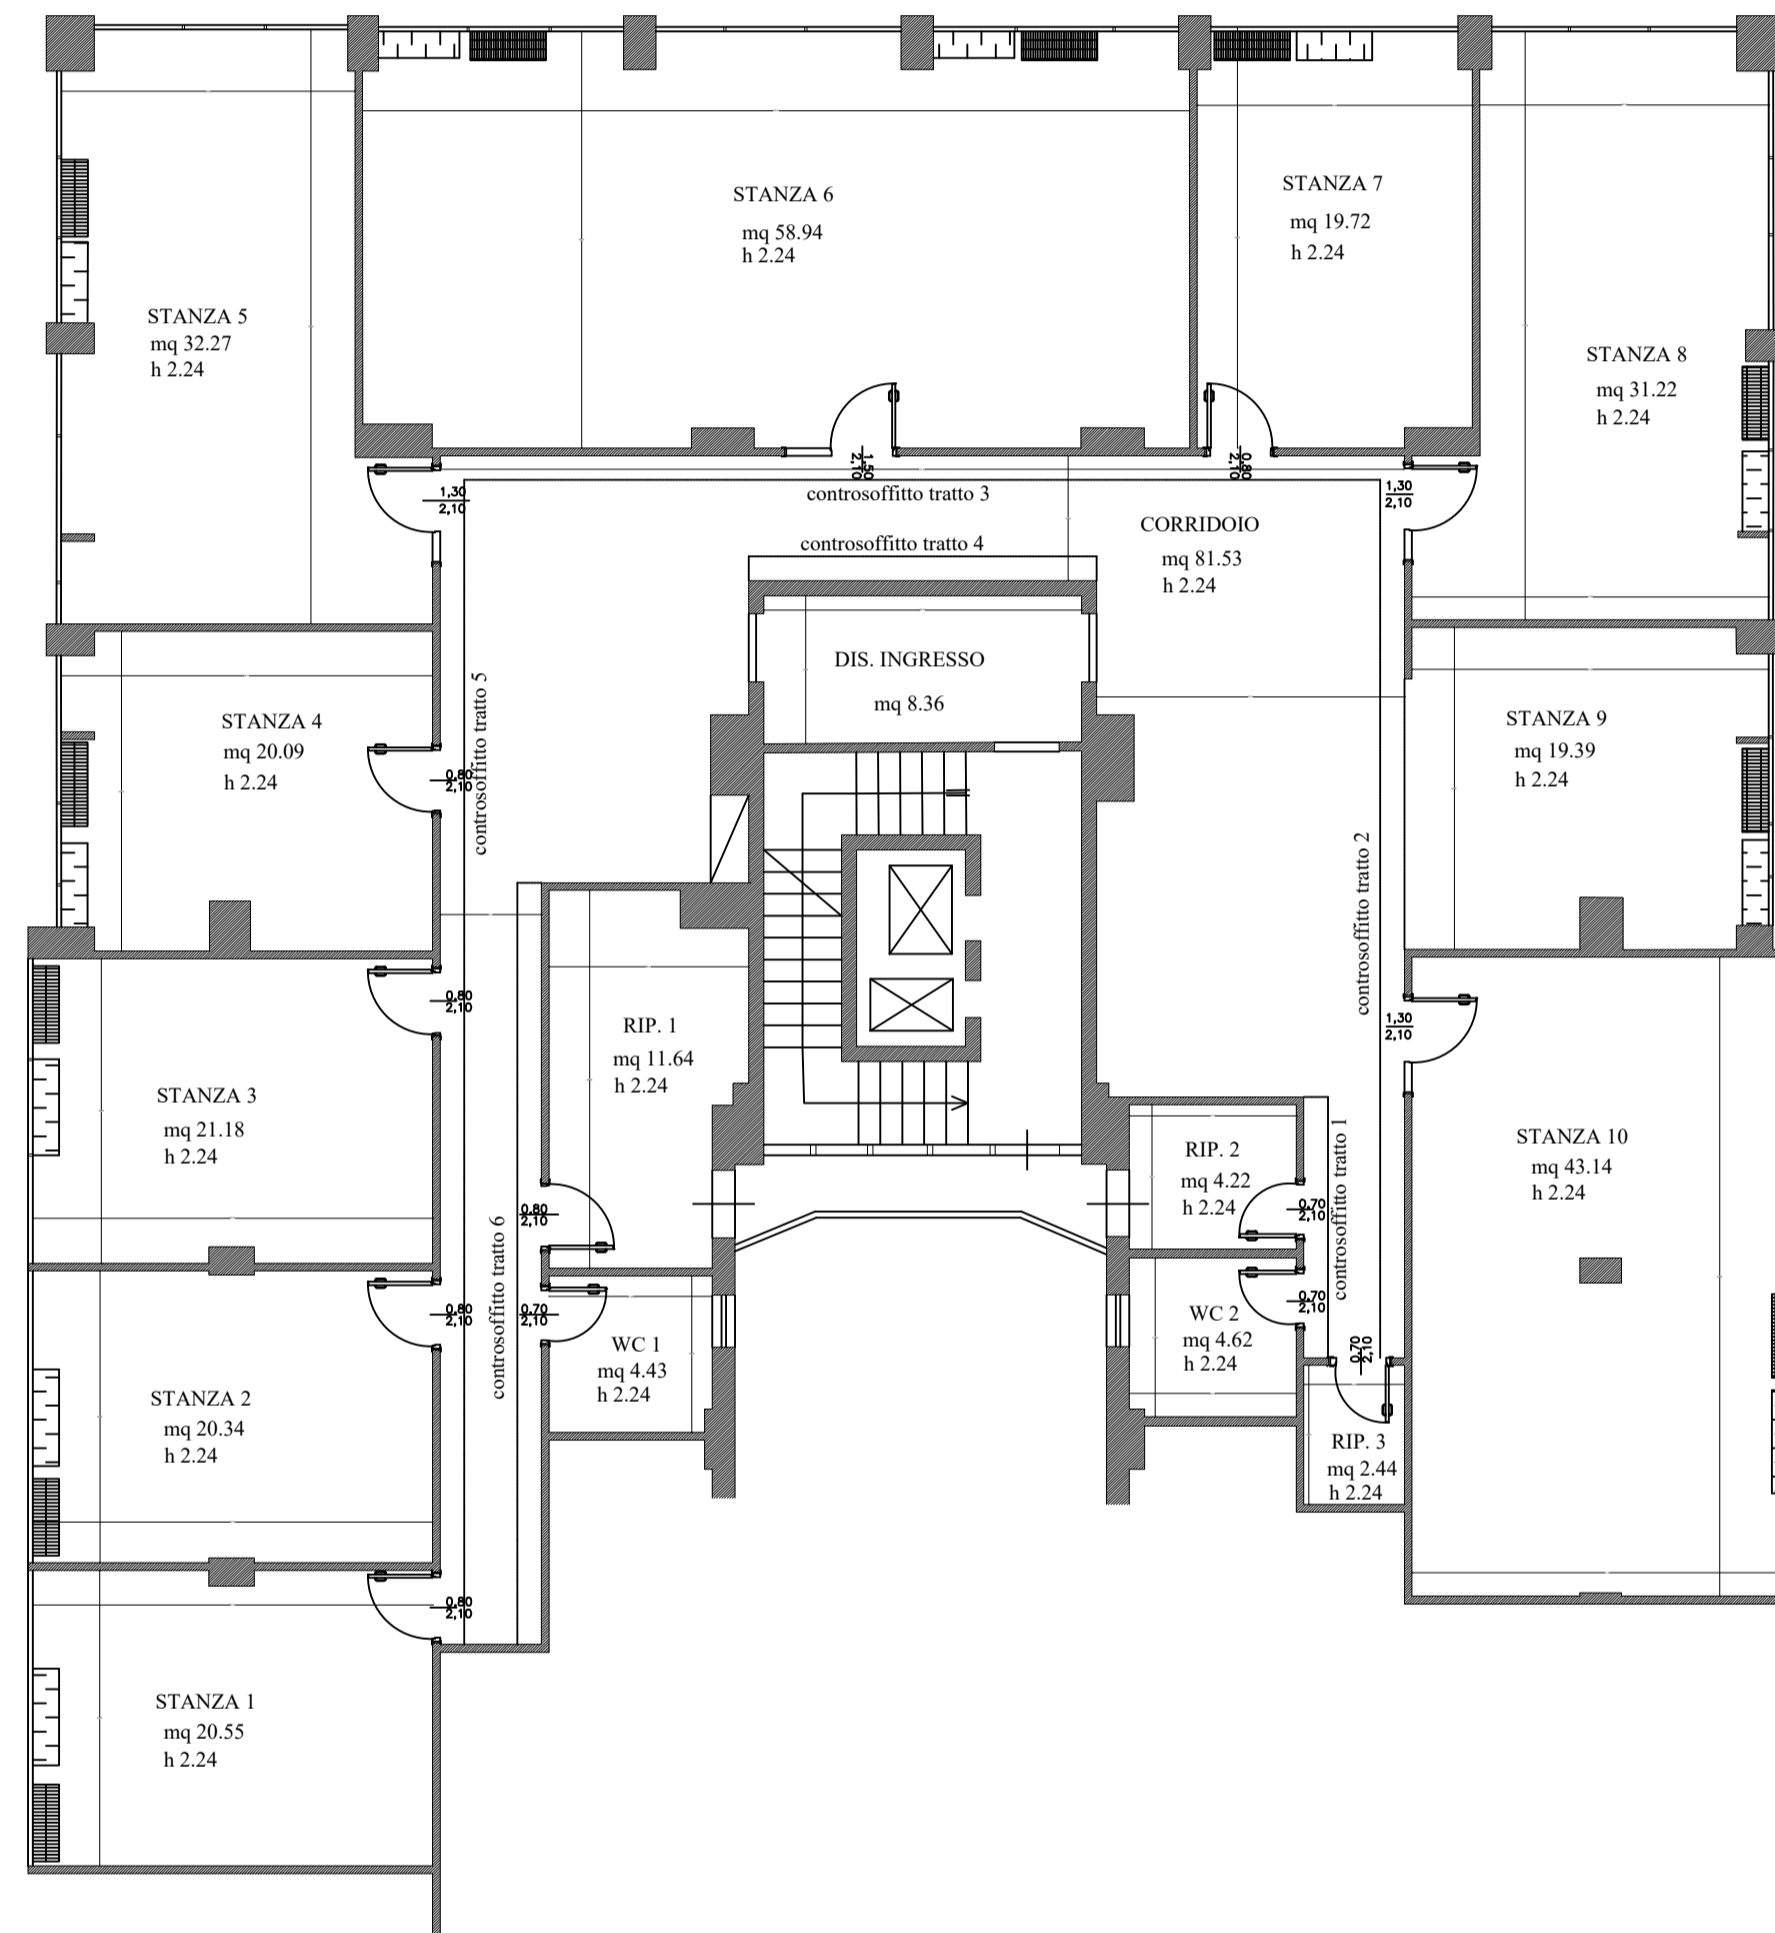 STANZA 6
mq 58.94
h 2.24
STANZA 7
mq 19.72
h 2.24
STANZA 5
mq 32.27
h 2.24
STANZA 8
mq 31.22
h 2.24
1,50
2,10
0,80
2,10
1,30
2,10
controsoffitto tratto 3
1,30
2,10
CORRIDOIO
mq 81.53
h 2.24
controsoffitto tratto 4
DIS. INGRESSO
mq 8.36
STANZA 4
mq 20.09
h 2.24
0,80
2,10
controsoffitto tratto 5
STANZA 9
mq 19.39
h 2.24
controsoffitto tratto 2
0,80
2,10
RIP. 1
mq 11.64
h 2.24
1,30
2,10
STANZA 3
mq 21.18
h 2.24
STANZA 10
mq 43.14
h 2.24
RIP. 2
mq 4.22
h 2.24
0,70
2,10
controsoffitto tratto 1
0,80
2,10
controsoffitto tratto 6
0,80
2,10
0,70
2,10
WC 1
mq 4.43
h 2.24
WC 2
mq 4.62
h 2.24
0,70
2,10
0,70
2,10
STANZA 2
mq 20.34
h 2.24
RIP. 3
mq 2.44
h 2.24
0,80
2,10
STANZA 1
mq 20.55
h 2.24